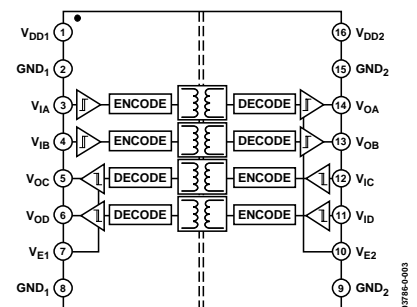 VDD1 1 16 VDD2
GND1 2 15 GND2
VIA 3 ENCODE DECODE 14 VOA
VIB 4 ENCODE DECODE 13 VOB
VOC 5 DECODE ENCODE 12 VIC
VOD 6 DECODE ENCODE 11 VID
VE1 7 10 VE2
GND1 8 9 GND2
13786-0-003